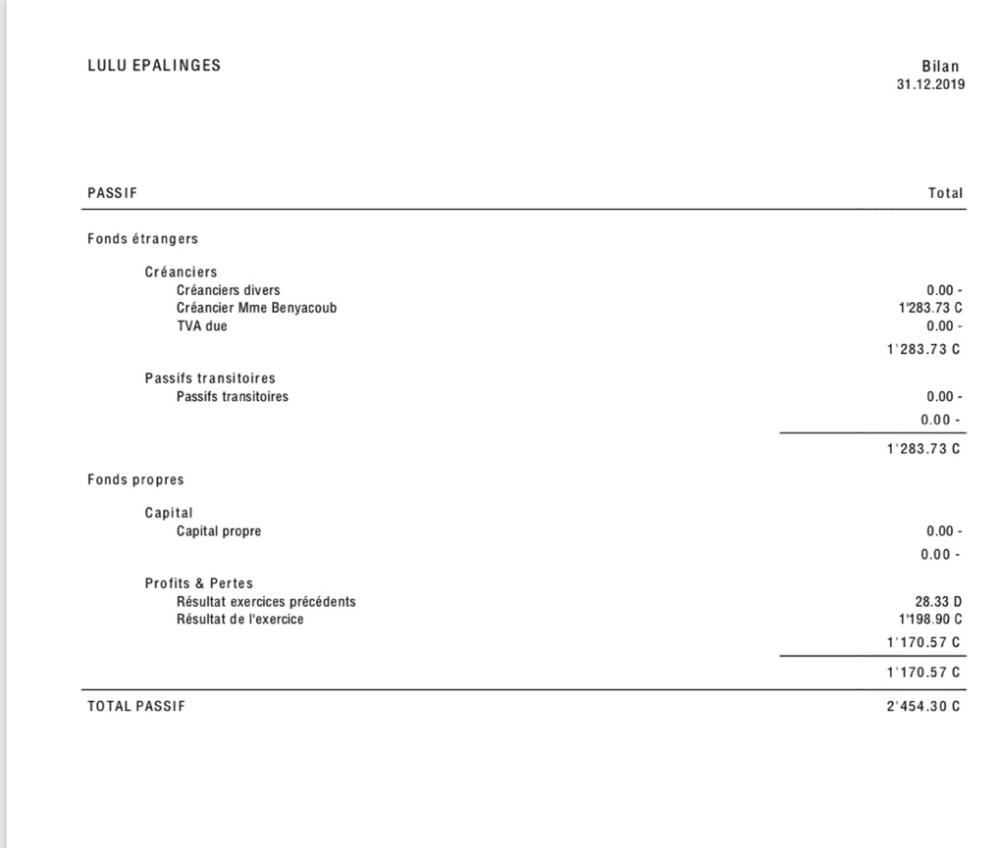 LULU EPALINGES Bilan
31.12.2019
PASSIF Total
Fonds étrangers
Créanciers
Créanciers divers 0.00 -
Créancier Mme Benyacoub 1'283.73 C
TVA due 0.00 -
1'283.73 C
Passifs transitoires
Passifs transitoires 0.00 -
0.00 -
1'283.73 C
Fonds propres
Capital
Capital propre 0.00 -
0.00 -
Profits & Pertes
Résultat exercices précédents 28.33 D
Résultat de l'exercice 1'198.90 C
1'170.57 C
1'170.57 C
TOTAL PASSIF 2'454.30 C